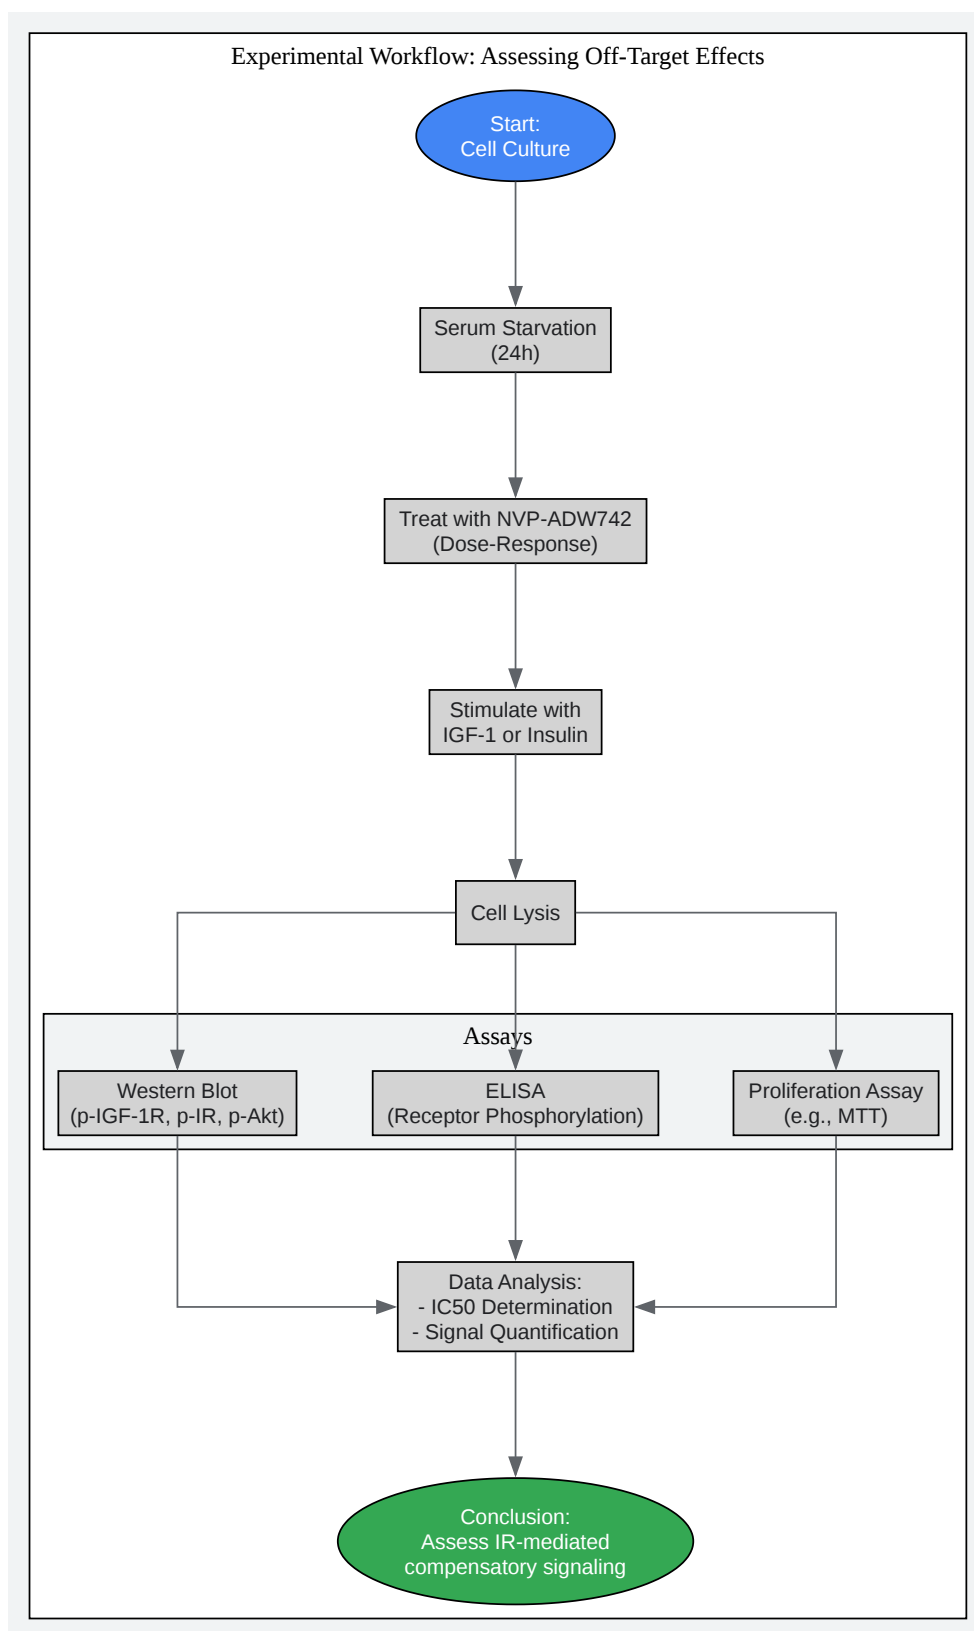 Experimental Workflow: Assessing Off-Target Effects
Start:
Cell Culture
Serum Starvation
(24h)
Treat with NVP-ADW742
(Dose-Response)
Stimulate with
IGF-1 or Insulin
Cell Lysis
Assays
Western Blot
(p-IGF-1R, p-IR, p-Akt)
ELISA
(Receptor Phosphorylation)
Proliferation Assay
(e.g., MTT)
Data Analysis:
- IC50 Determination
- Signal Quantification
Conclusion:
Assess IR-mediated
compensatory signaling